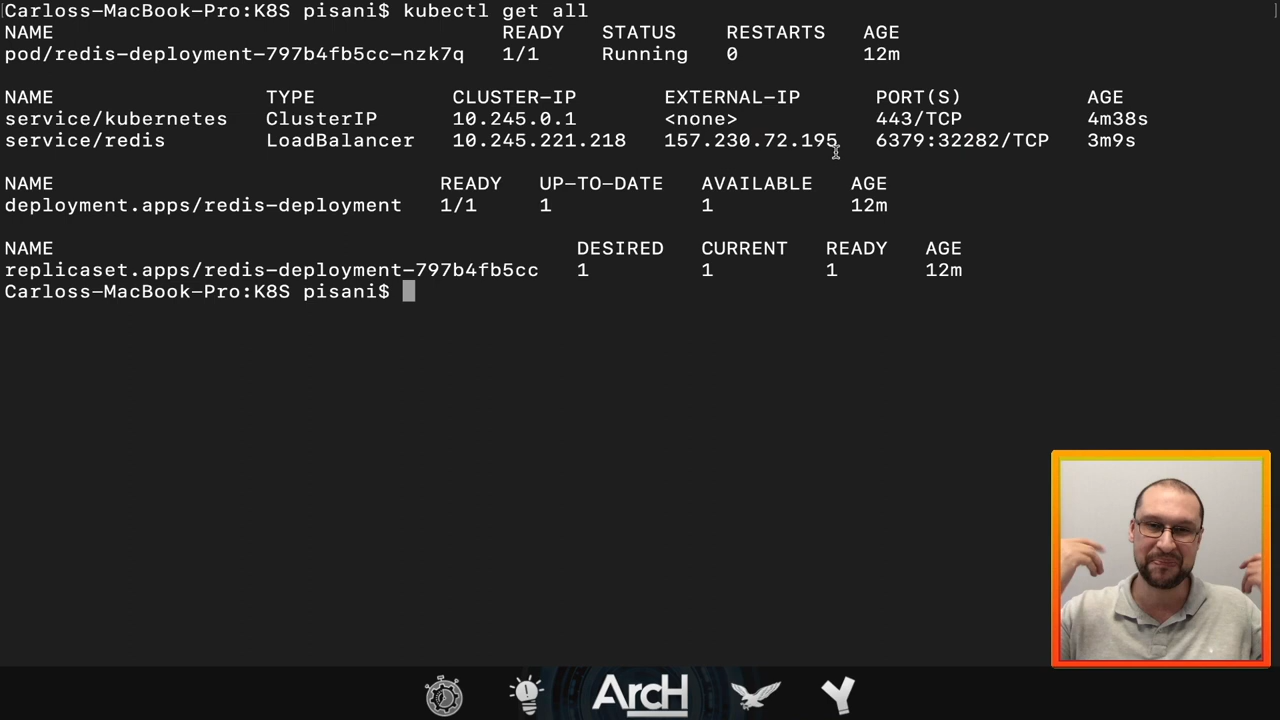 Carloss-MacBook-Pro:K8S pisani$ kubectl get all
NAME READY STATUS RESTARTS AGE
pod/redis-deployment-797b4fb5cc-nzk7q 1/1 Running 0 12m
NAME TYPE CLUSTER-IP EXTERNAL-IP PORT(S) AGE
service/kubernetes ClusterIP 10.245.0.1 <none> 443/TCP 4m38s
service/redis LoadBalancer 10.245.221.218 157.230.72.195 6379:32282/TCP 3m9s
NAME READY UP-TO-DATE AVAILABLE AGE
deployment.apps/redis-deployment 1/1 1 1 12m
NAME DESIRED CURRENT READY AGE
replicaset.apps/redis-deployment-797b4fb5cc 1 1 1 12m
Carloss-MacBook-Pro:K8S pisani$
ArcH